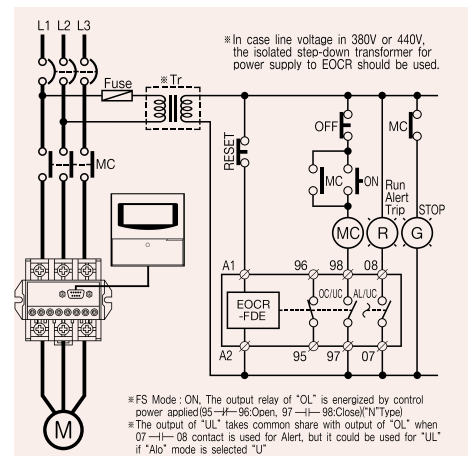 L1 L2 L3
※In case line voltage in 380V or 440V,
the isolated step-down transformer for
power supply to EOCR should be used.
Fuse
※Tr
RESET
OFF
MC
MC
MC
ON
Run
Alert
Trip
STOP
MC
R
G
A1
96
98
08
OC/UC
AL/UC
EOCR
-FDE
A2
95
97
07
M
※FS Mode : ON, The output relay of "OL" is energized by control
power applied(95 96:Open, 97 98:Close)("N"Type)
※The output of "UL" takes common share with output of "OL" when
07 08 contact is used for Alert, but it could be used for "UL"
if "Alo" mode is selected "U"